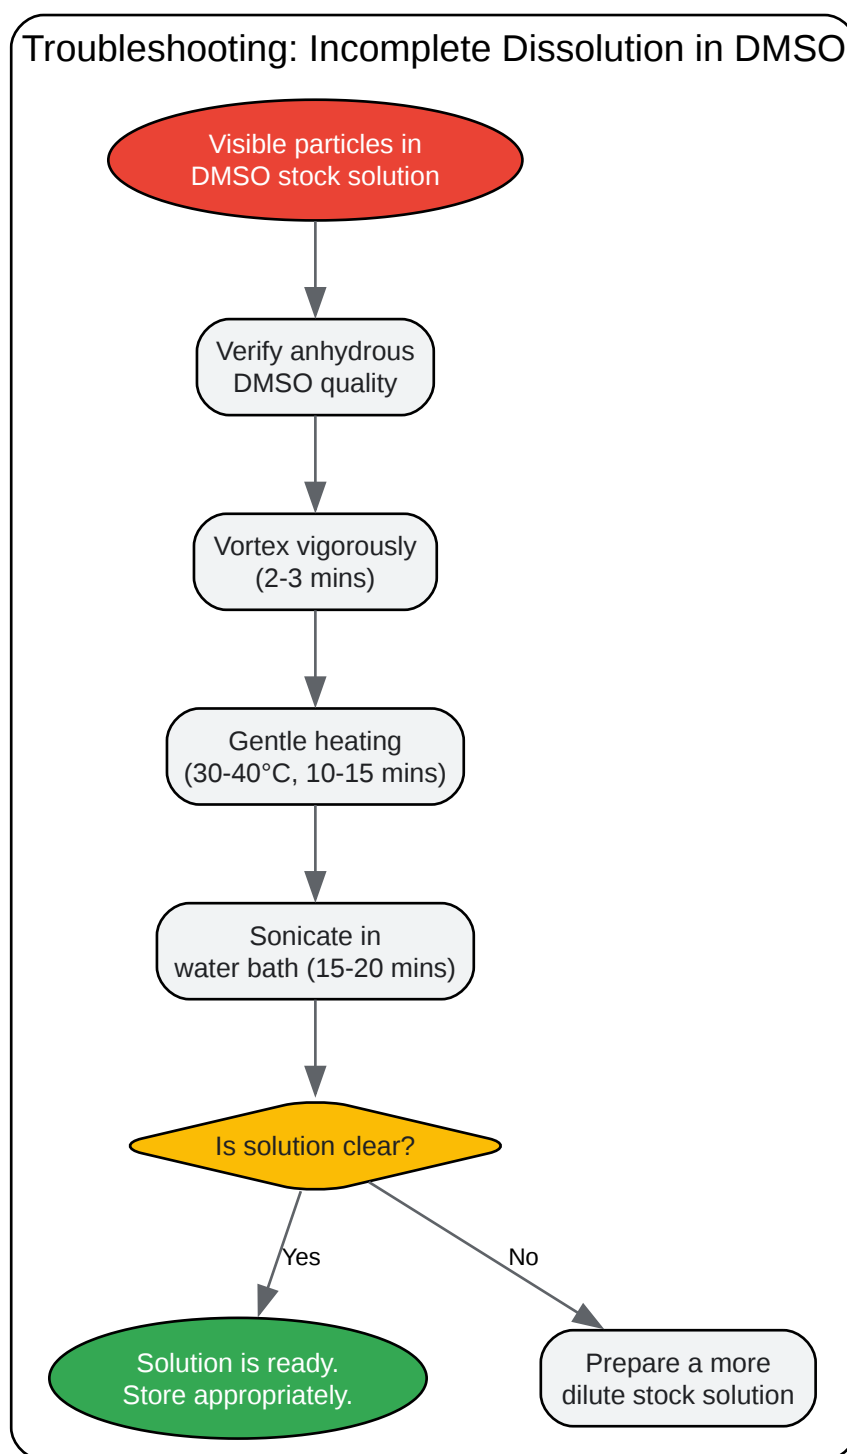 Troubleshooting: Incomplete Dissolution in DMSO
Visible particles in
DMSO stock solution
Verify anhydrous
DMSO quality
Vortex vigorously
(2-3 mins)
Gentle heating
(30-40°C, 10-15 mins)
Sonicate in
water bath (15-20 mins)
Is solution clear?
Yes
No
Solution is ready.
Store appropriately.
Prepare a more
dilute stock solution